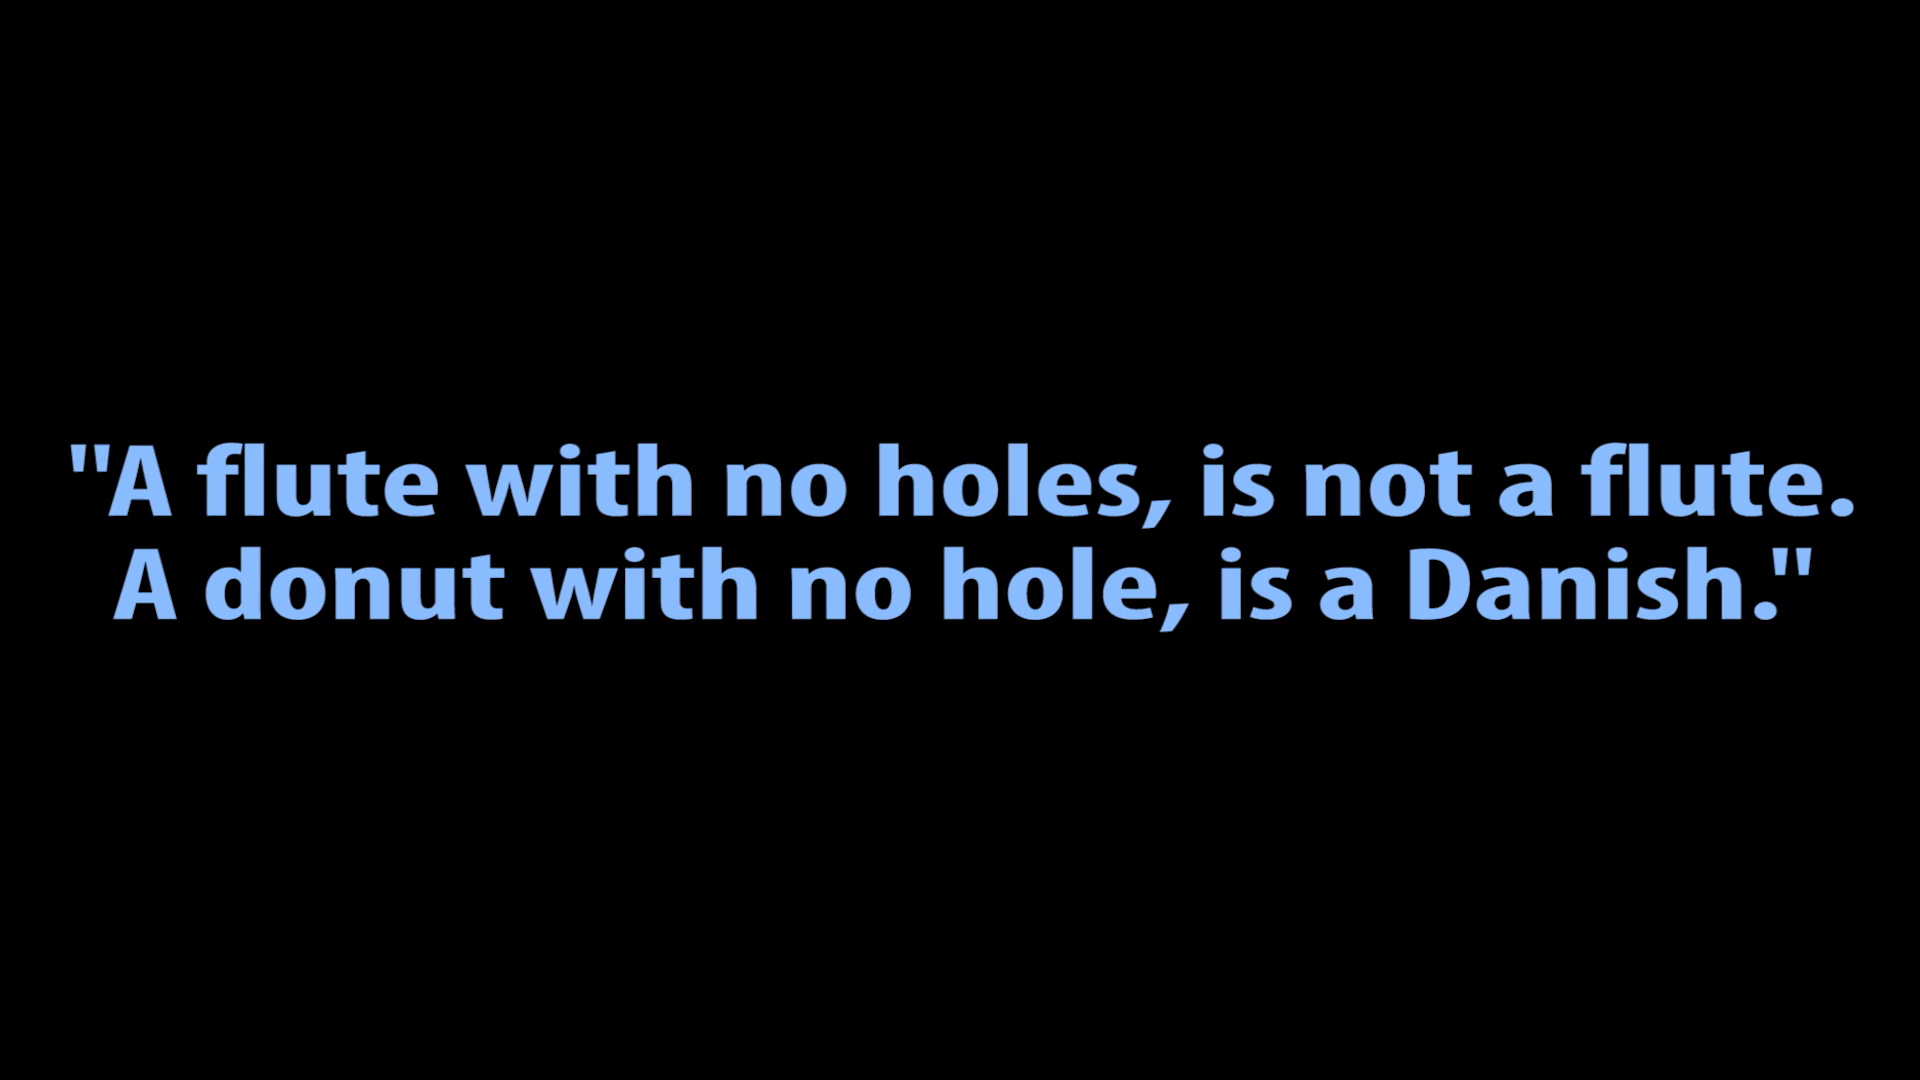 "A flute with no holes, is not a flute.
A donut with no hole, is a Danish."